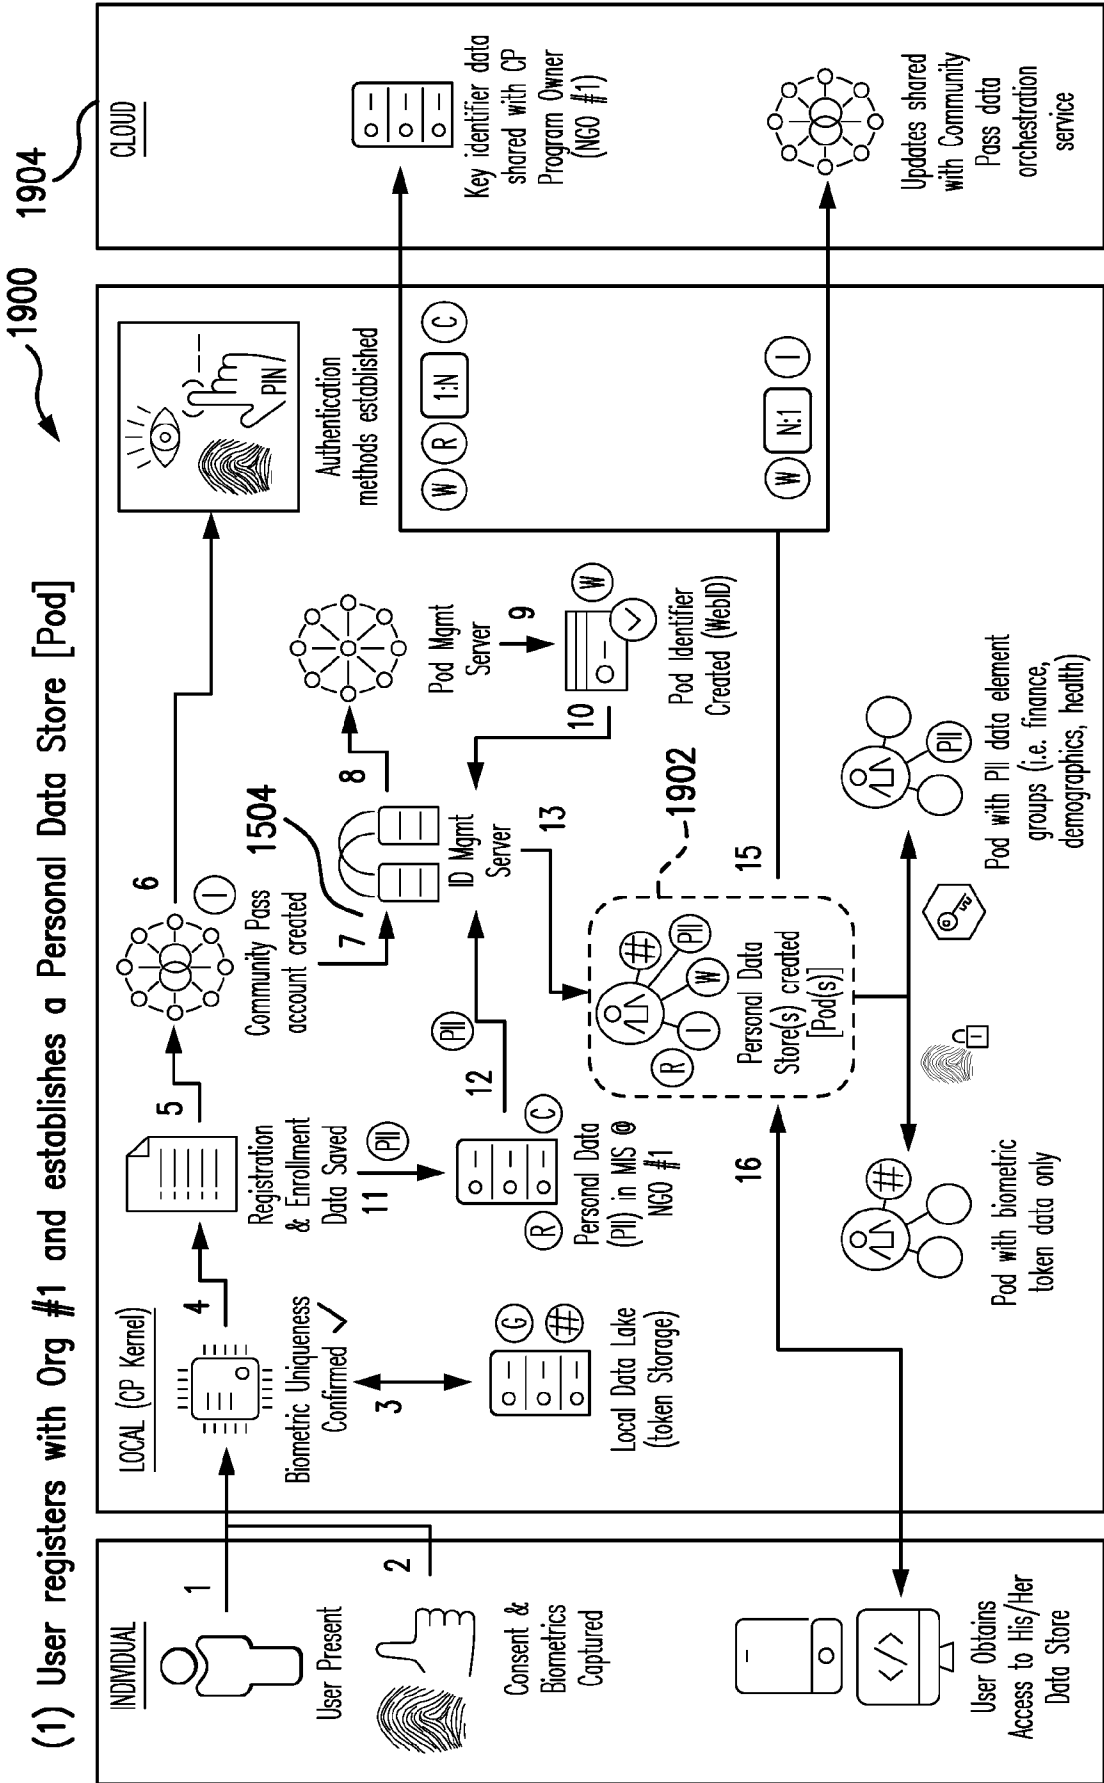 (1) User registers with Org #1 and establishes a Personal Data Store [Pod]
1900
1904
INDIVIDUAL
1
User Present
2
Consent &
Biometrics
Captured
User Obtains
Access to His/Her
Data Store
LOCAL (CP Kernel)
Biometric Uniqueness
Confirmed
3
G
#
Local Data Lake
(token Storage)
4
Registration
& Enrollment
Data Saved
11
PII
R
C
Personal Data
(PII) in MIS @
NGO #1
5
6
I
Community Pass
account created
7
1504
12
PII
ID Mgmt
Server
8
Pod Mgmt
Server
9
W
10
Pod Identifier
Created (WebID)
13
Authentication
methods established
PIN
1902
R
I
W
PII
#
Personal Data
Store(s) created
[Pod(s)]
15
16
#
Pod with biometric
token data only
PII
Pod with PII data element
groups (i.e. finance,
demographics, health)
W
R
1:N
C
W
N:1
I
CLOUD
Key identifier data
shared with CP
Program Owner
(NGO #1)
Updates shared
with Community
Pass data
orchestration
service